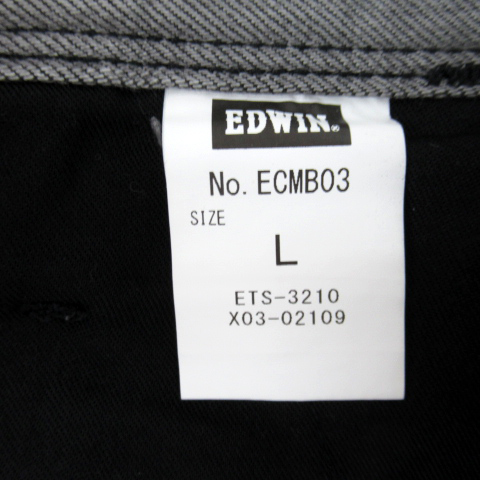 EDWIN®
No. ECMB03
SIZE
L
ETS-3210
X03-02109